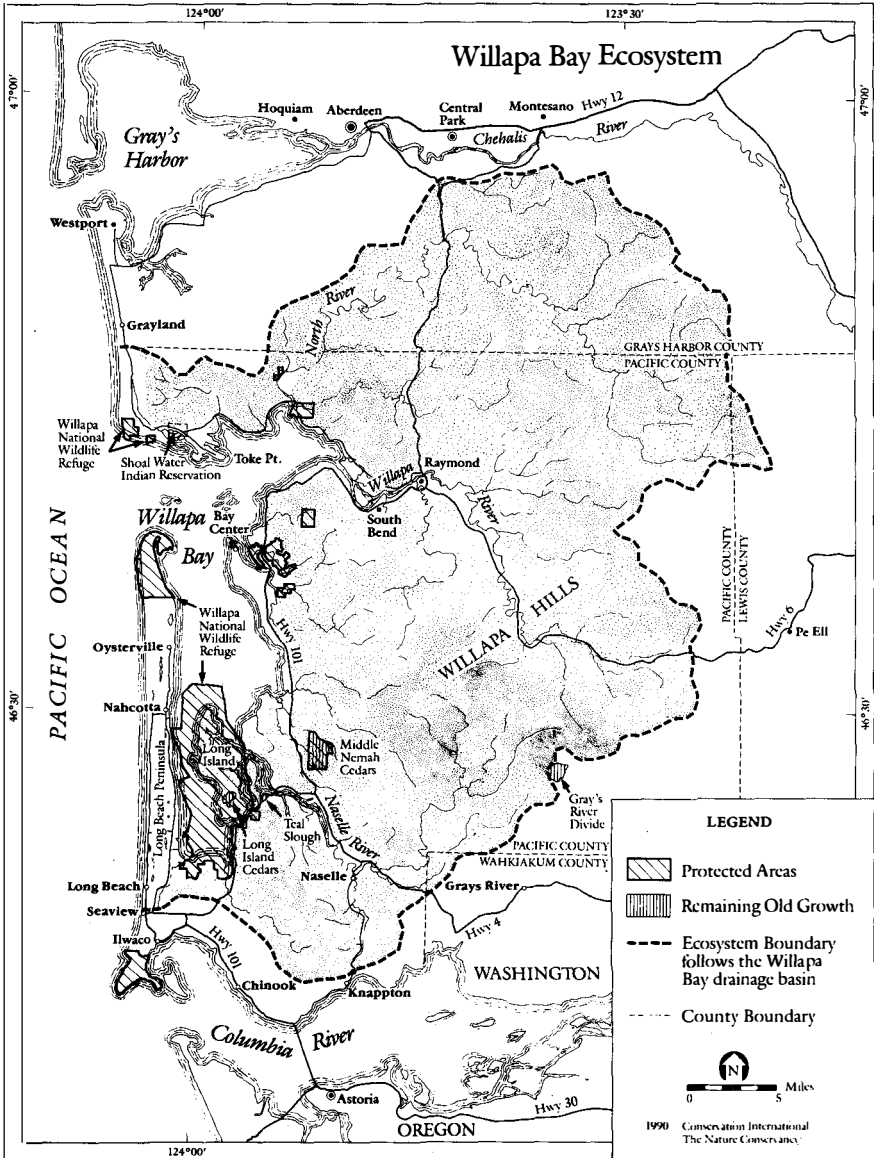 124°00'
123°30'
Willapa Bay Ecosystem
47°00'
47°00'
Hoquiam
Aberdeen
Central
Park
Montesano
Hwy 12
Chehalis
River
Gray's
Harbor
Westport
Grayland
North
River
GRAYS HARBOR COUNTY
PACIFIC COUNTY
Willapa
National
Wildlife
Refuge
Shoal Water
Indian Reservation
Toke Pt.
Willapa
River
Raymond
South
Bend
Willapa
Bay
Bay
Center
PACIFIC OCEAN
Willapa
National
Wildlife
Refuge
Hwy 101
WILLAPA HILLS
PACIFIC COUNTY
LEWIS COUNTY
Hwy 6
Pe Ell
Oysterville
Nahcotta
46°30'
46°30'
Long Beach Peninsula
Long
Island
Middle
Nemah
Cedars
Gray's
River
Divide
Teal
Slough
Long
Island
Cedars
Naselle
River
PACIFIC COUNTY
WAHKIAKUM COUNTY
Naselle
Grays River
Long Beach
Seaview
Ilwaco
Hwy 101
Hwy 4
Chinook
Knappton
WASHINGTON
Columbia
River
Astoria
Hwy 30
OREGON
124°00'
LEGEND
Protected Areas
Remaining Old Growth
Ecosystem Boundary
follows the Willapa
Bay drainage basin
County Boundary
N
0 5 Miles
1990 Conservation International
The Nature Conservancy